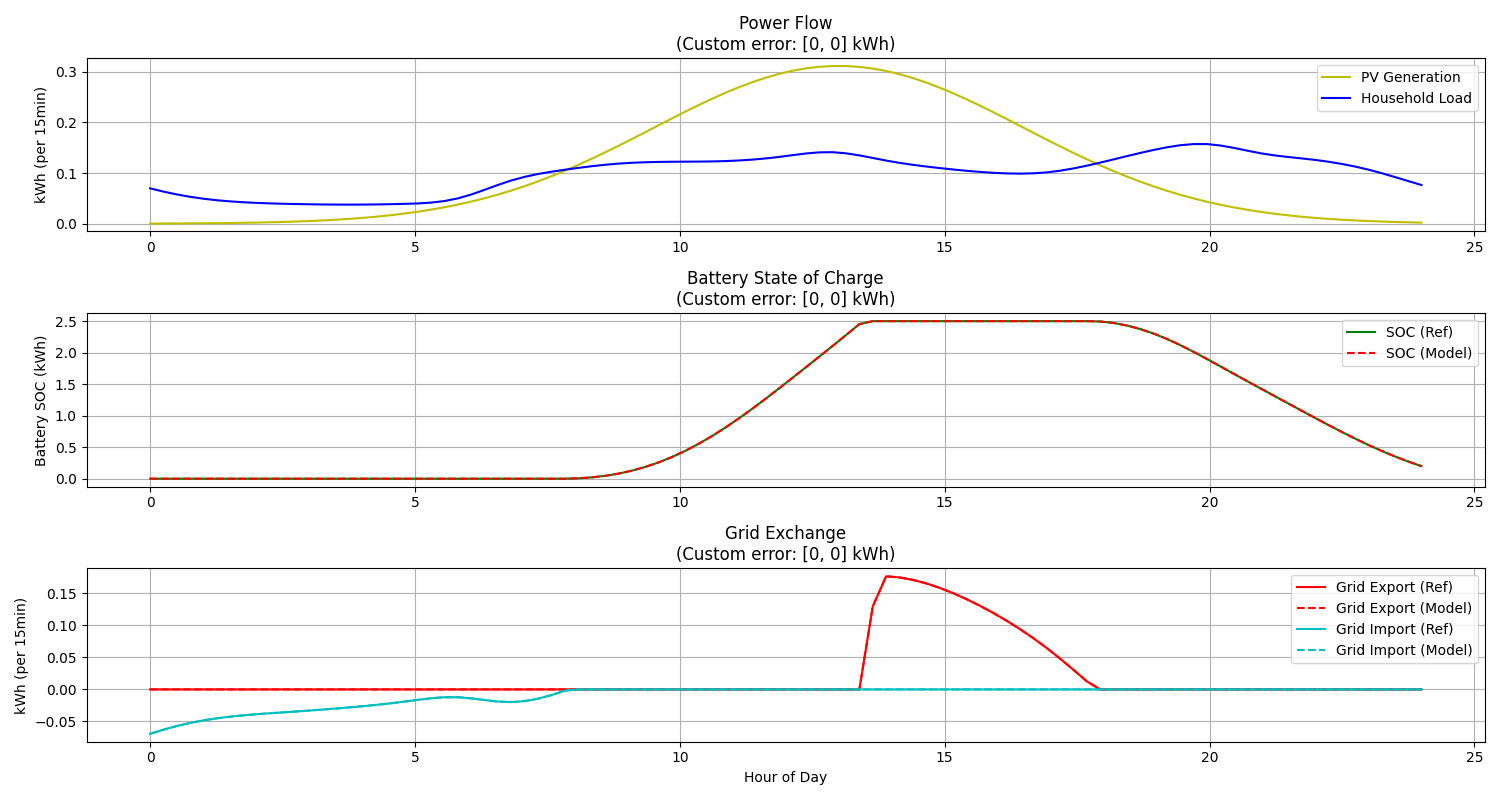 Power Flow
(Custom error: [0, 0] kWh)
kWh (per 15min)
0.3
0.2
0.1
0.0
PV Generation
Household Load
0 5 10 15 20 25
Battery State of Charge
(Custom error: [0, 0] kWh)
Battery SOC (kWh)
2.5
2.0
1.5
1.0
0.5
0.0
SOC (Ref)
SOC (Model)
0 5 10 15 20 25
Grid Exchange
(Custom error: [0, 0] kWh)
kWh (per 15min)
0.15
0.10
0.05
0.00
−0.05
Grid Export (Ref)
Grid Export (Model)
Grid Import (Ref)
Grid Import (Model)
0 5 10 15 20 25
Hour of Day